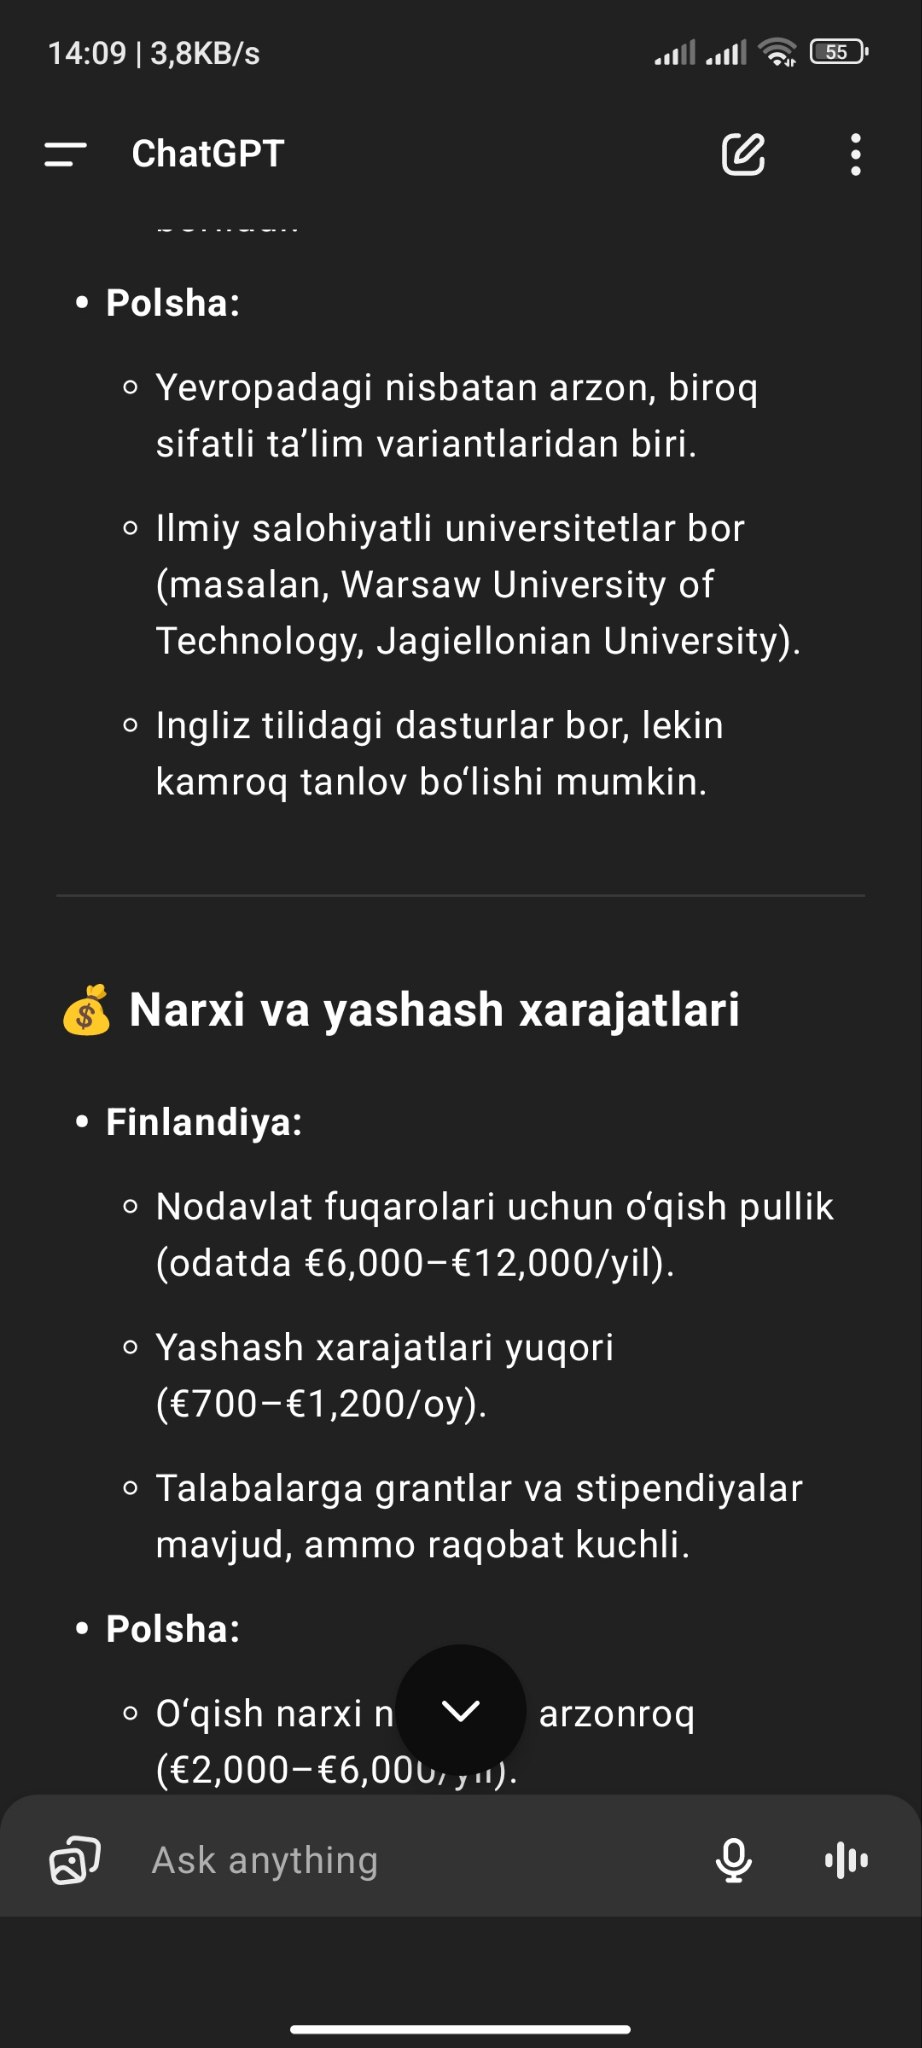 14:09 | 3,8KB/s
55
ChatGPT
• Polsha:
Yevropadagi nisbatan arzon, biroq
sifatli ta’lim variantlaridan biri.
Ilmiy salohiyatli universitetlar bor
(masalan, Warsaw University of
Technology, Jagiellonian University).
Ingliz tilidagi dasturlar bor, lekin
kamroq tanlov bo‘lishi mumkin.
💰 Narxi va yashash xarajatlari
• Finlandiya:
Nodavlat fuqarolari uchun o‘qish pullik
(odatda €6,000–€12,000/yil).
Yashash xarajatlari yuqori
(€700–€1,200/oy).
Talabalarga grantlar va stipendiyalar
mavjud, ammo raqobat kuchli.
• Polsha:
O‘qish narxi arzonroq
(€2,000–€6,000/yil).
Ask anything